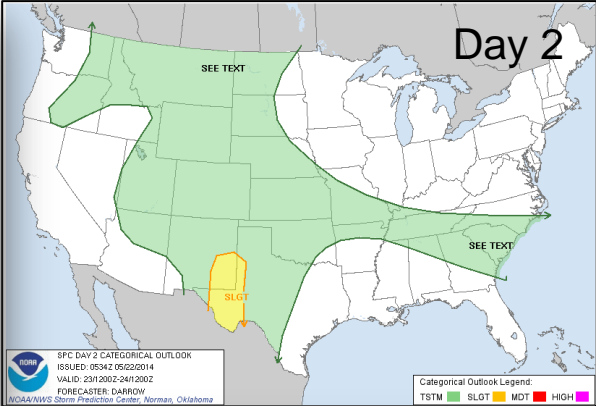 Day 2
SEE TEXT
SEE TEXT
SLGT
NOAA
SPC DAY 2 CATEGORICAL OUTLOOK
ISSUED: 0534Z 05/22/2014
VALID: 23/1200Z-24/1200Z
FORECASTER: DARROW
NOAA/NWS Storm Prediction Center, Norman, Oklahoma
Categorical Outlook Legend:
TSTM SLGT MDT HIGH